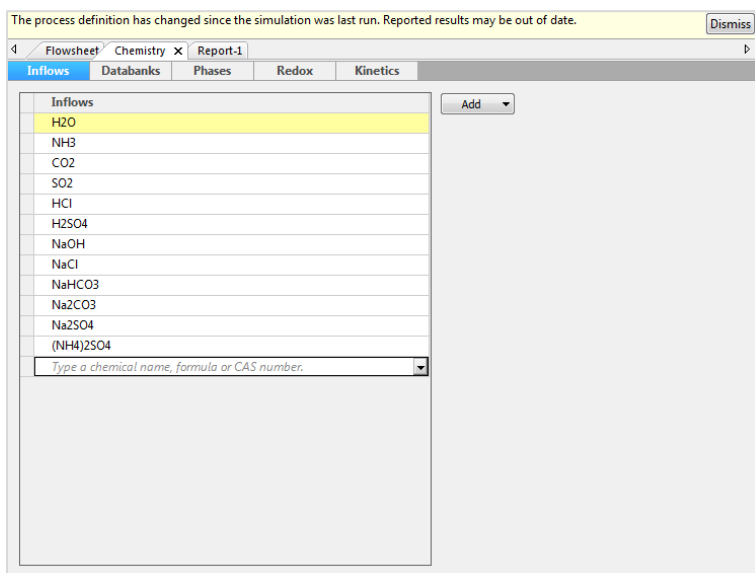 The process definition has changed since the simulation was last run. Reported results may be out of date. Dismiss
Flowsheet Chemistry Report-1
Inflows Databanks Phases Redox Kinetics
Inflows Add
H2O
NH3
CO2
SO2
HCl
H2SO4
NaOH
NaCl
NaHCO3
Na2CO3
Na2SO4
(NH4)2SO4
Type a chemical name, formula or CAS number.